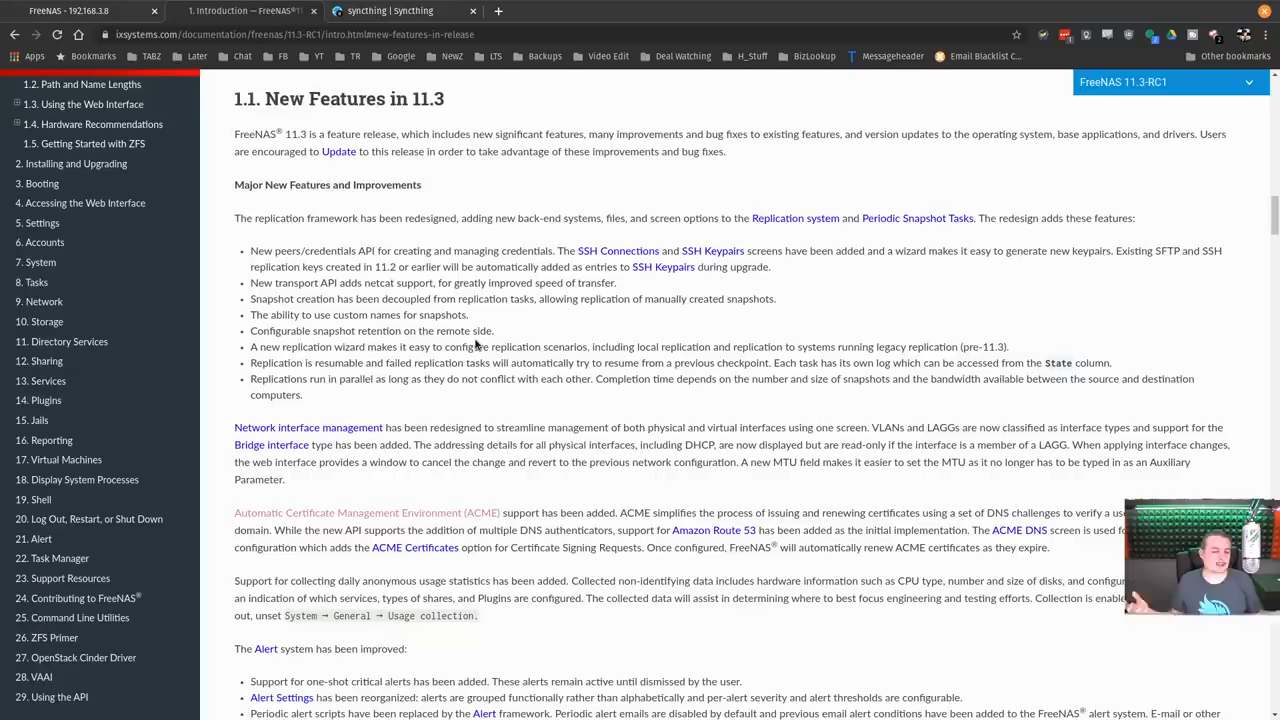 FreeNAS - 192.168.3.8
1. Introduction — FreeNAS®
syncthing | Syncthing
ixsystems.com/documentation/freenas/11.3-RC1/intro.html#new-features-in-release
Apps
Bookmarks
TABZ
Later
Chat
FB
YT
TR
Google
NewZ
LTS
Backups
Video Edit
Deal Watching
H_Stuff
BizLookup
Messageheader
Email Blacklist C...
Other bookmarks
1.2. Path and Name Lengths
1.3. Using the Web Interface
1.4. Hardware Recommendations
1.5. Getting Started with ZFS
2. Installing and Upgrading
3. Booting
4. Accessing the Web Interface
5. Settings
6. Accounts
7. System
8. Tasks
9. Network
10. Storage
11. Directory Services
12. Sharing
13. Services
14. Plugins
15. Jails
16. Reporting
17. Virtual Machines
18. Display System Processes
19. Shell
20. Log Out, Restart, or Shut Down
21. Alert
22. Task Manager
23. Support Resources
24. Contributing to FreeNAS®
25. Command Line Utilities
26. ZFS Primer
27. OpenStack Cinder Driver
28. VAAI
29. Using the API
FreeNAS 11.3-RC1
1.1. New Features in 11.3
FreeNAS® 11.3 is a feature release, which includes new significant features, many improvements and bug fixes to existing features, and version updates to the operating system, base applications, and drivers. Users
are encouraged to Update to this release in order to take advantage of these improvements and bug fixes.
Major New Features and Improvements
The replication framework has been redesigned, adding new back-end systems, files, and screen options to the Replication system and Periodic Snapshot Tasks. The redesign adds these features:
• New peers/credentials API for creating and managing credentials. The SSH Connections and SSH Keypairs screens have been added and a wizard makes it easy to generate new keypairs. Existing SFTP and SSH
replication keys created in 11.2 or earlier will be automatically added as entries to SSH Keypairs during upgrade.
• New transport API adds netcat support, for greatly improved speed of transfer.
• Snapshot creation has been decoupled from replication tasks, allowing replication of manually created snapshots.
• The ability to use custom names for snapshots.
• Configurable snapshot retention on the remote side.
• A new replication wizard makes it easy to configure replication scenarios, including local replication and replication to systems running legacy replication (pre-11.3).
• Replication is resumable and failed replication tasks will automatically try to resume from a previous checkpoint. Each task has its own log which can be accessed from the State column.
• Replications run in parallel as long as they do not conflict with each other. Completion time depends on the number and size of snapshots and the bandwidth available between the source and destination
computers.
Network interface management has been redesigned to streamline management of both physical and virtual interfaces using one screen. VLANs and LAGGs are now classified as interface types and support for the
Bridge interface type has been added. The addressing details for all physical interfaces, including DHCP, are now displayed but are read-only if the interface is a member of a LAGG. When applying interface changes,
the web interface provides a window to cancel the change and revert to the previous network configuration. A new MTU field makes it easier to set the MTU as it no longer has to be typed in as an Auxiliary
Parameter.
Automatic Certificate Management Environment (ACME) support has been added. ACME simplifies the process of issuing and renewing certificates using a set of DNS challenges to verify a
domain. While the new API supports the addition of multiple DNS authenticators, support for Amazon Route 53 has been added as the initial implementation. The ACME DNS screen is used
configuration which adds the ACME Certificates option for Certificate Signing Requests. Once configured, FreeNAS® will automatically renew ACME certificates as they expire.
Support for collecting daily anonymous usage statistics has been added. Collected non-identifying data includes hardware information such as CPU type, number and size of disks, and
an indication of which services, types of shares, and Plugins are configured. The collected data will assist in determining where to best focus engineering and testing efforts. Collection is
out, unset System → General → Usage collection.
The Alert system has been improved:
• Support for one-shot critical alerts has been added. These alerts remain active until dismissed by the user.
• Alert Settings has been reorganized: alerts are grouped functionally rather than alphabetically and per-alert severity and alert thresholds are configurable.
• Periodic alert scripts have been replaced by the Alert framework. Periodic alert emails are disabled by default and previous email alert conditions have been added to the FreeNAS® alert system. E-mail or other